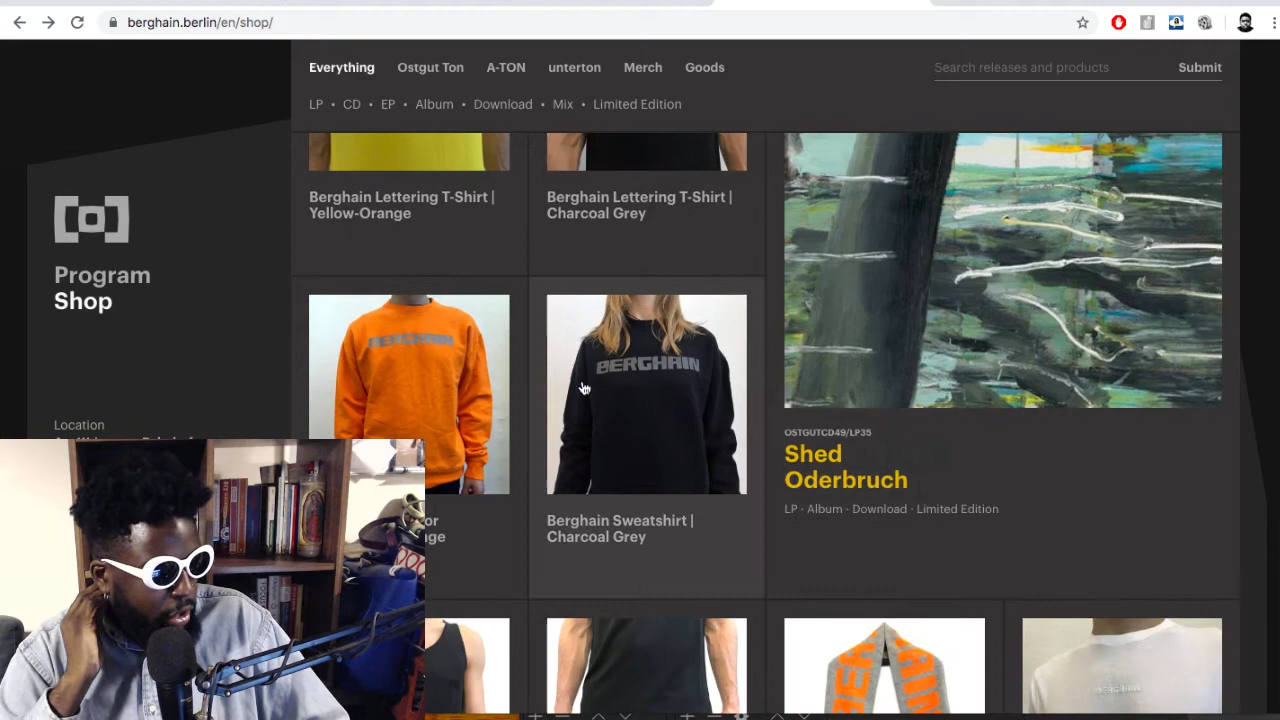 berghain.berlin/en/shop/
Everything
Ostgut Ton
A-TON
unterton
Merch
Goods
Search releases and products
Submit
LP • CD • EP • Album • Download • Mix • Limited Edition
Program
Shop
Location
Berghain Lettering T-Shirt |
Yellow-Orange
Berghain Lettering T-Shirt |
Charcoal Grey
BERGHAIN
BERGHAIN
Berghain Sweatshirt |
Charcoal Grey
OSTGUTCD49/LP35
Shed
Oderbruch
LP · Album · Download · Limited Edition
BERGHAIN